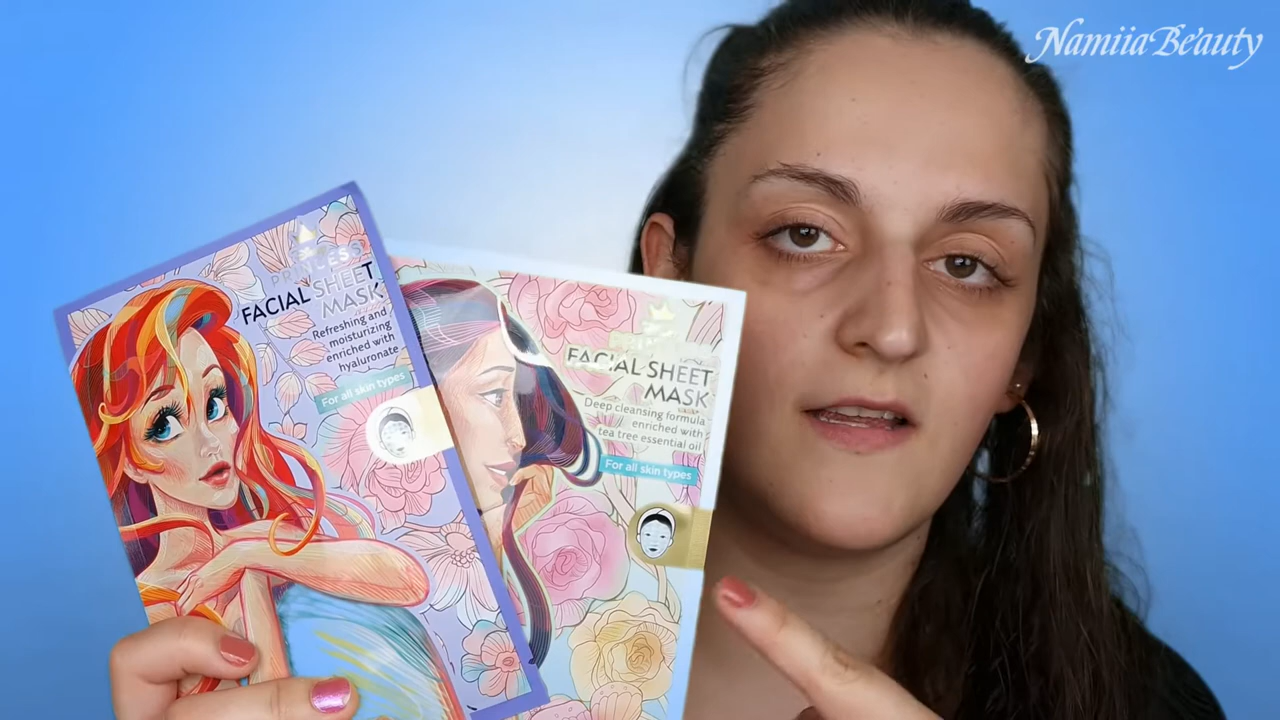 NamiiaBeauty
PRINCESS
FACIAL SHEET
MASK
Refreshing and
moisturizing
enriched with
hyaluronate
For all skin types
FACIAL SHEET
MASK
Deep cleansing formula
enriched with
tea tree essential oil
For all skin types